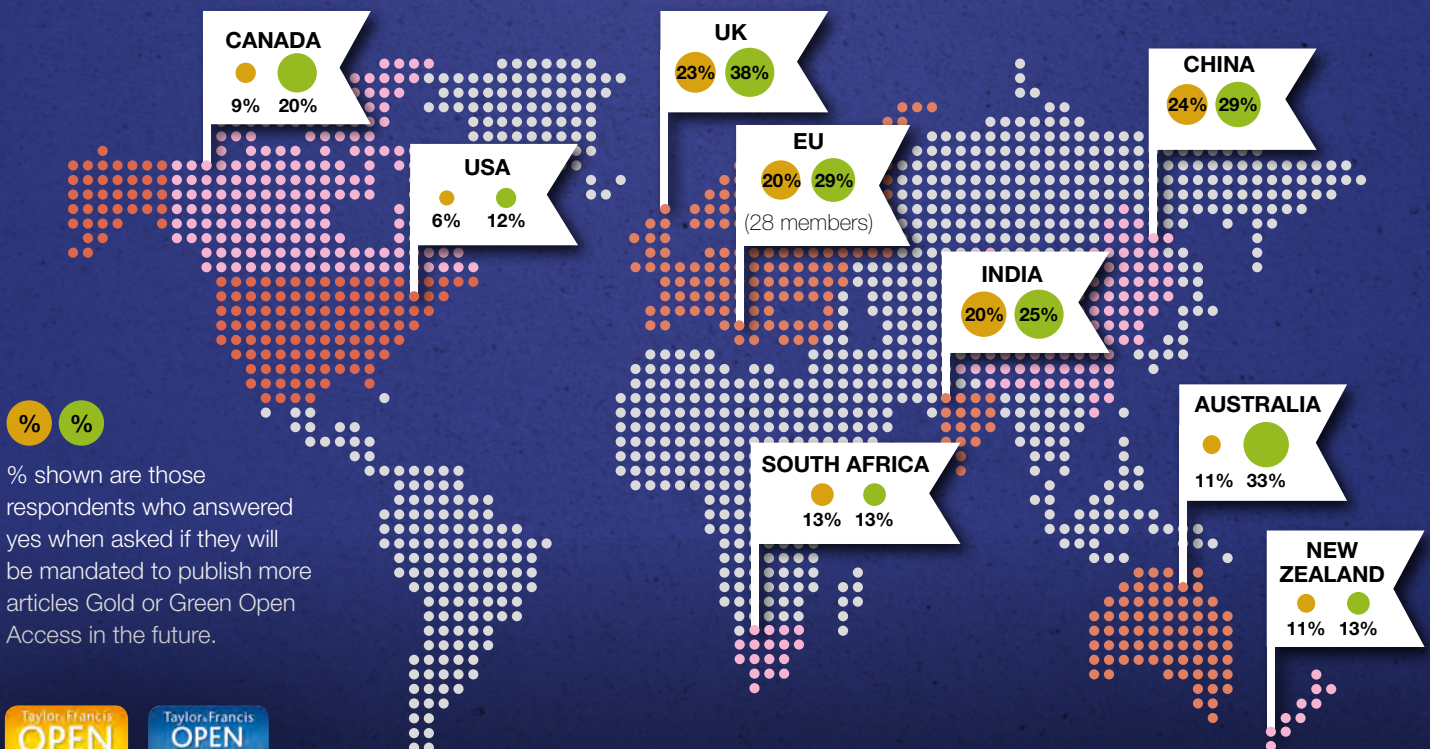 CANADA
9% 20%
UK
23% 38%
CHINA
24% 29%
USA
6% 12%
EU
20% 29%
(28 members)
INDIA
20% 25%
AUSTRALIA
11% 33%
SOUTH AFRICA
13% 13%
NEW
ZEALAND
11% 13%
% %
% shown are those
respondents who answered
yes when asked if they will
be mandated to publish more
articles Gold or Green Open
Access in the future.
Taylor & Francis
OPEN
Taylor & Francis
OPEN